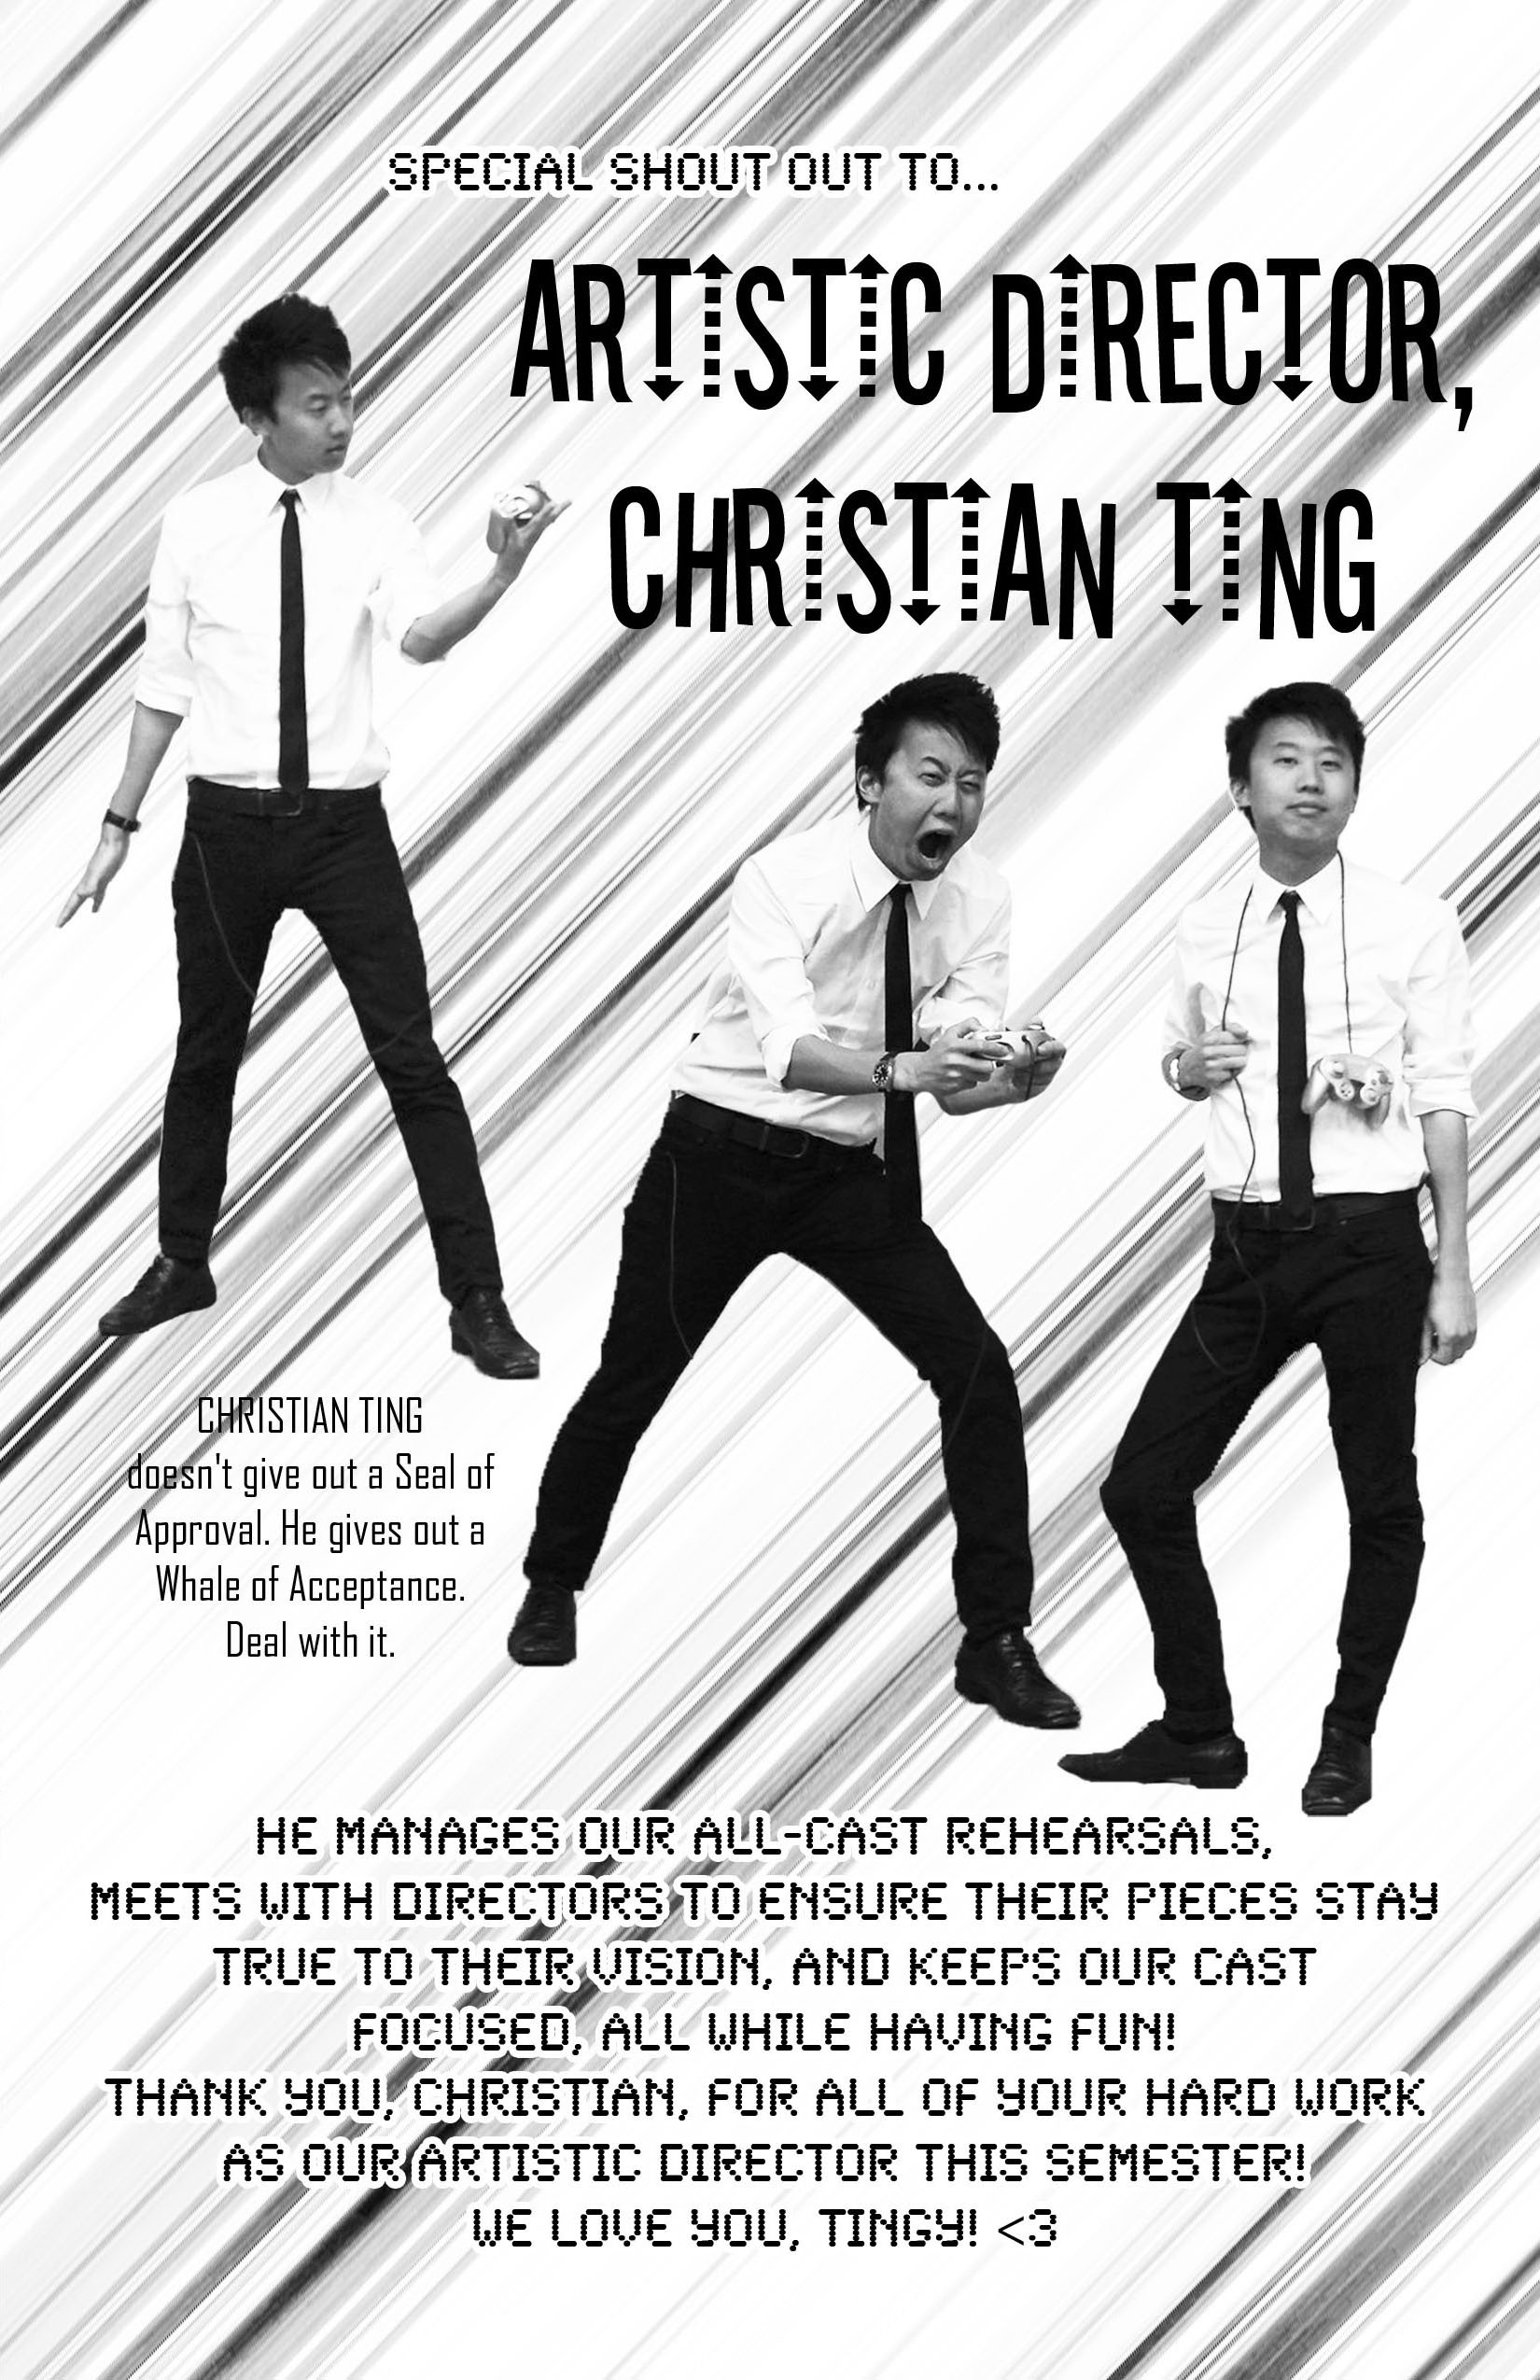 SPECIAL SHOUT OUT TO...
ARTISTIC DIRECTOR,
CHRISTIAN TING
CHRISTIAN TING
doesn't give out a Seal of
Approval. He gives out a
Whale of Acceptance.
Deal with it.
HE MANAGES OUR ALL-CAST REHEARSALS,
MEETS WITH DIRECTORS TO ENSURE THEIR PIECES STAY
TRUE TO THEIR VISION, AND KEEPS OUR CAST
FOCUSED, ALL WHILE HAVING FUN!
THANK YOU, CHRISTIAN, FOR ALL OF YOUR HARD WORK
AS OUR ARTISTIC DIRECTOR THIS SEMESTER!
WE LOVE YOU, TINGY! <3